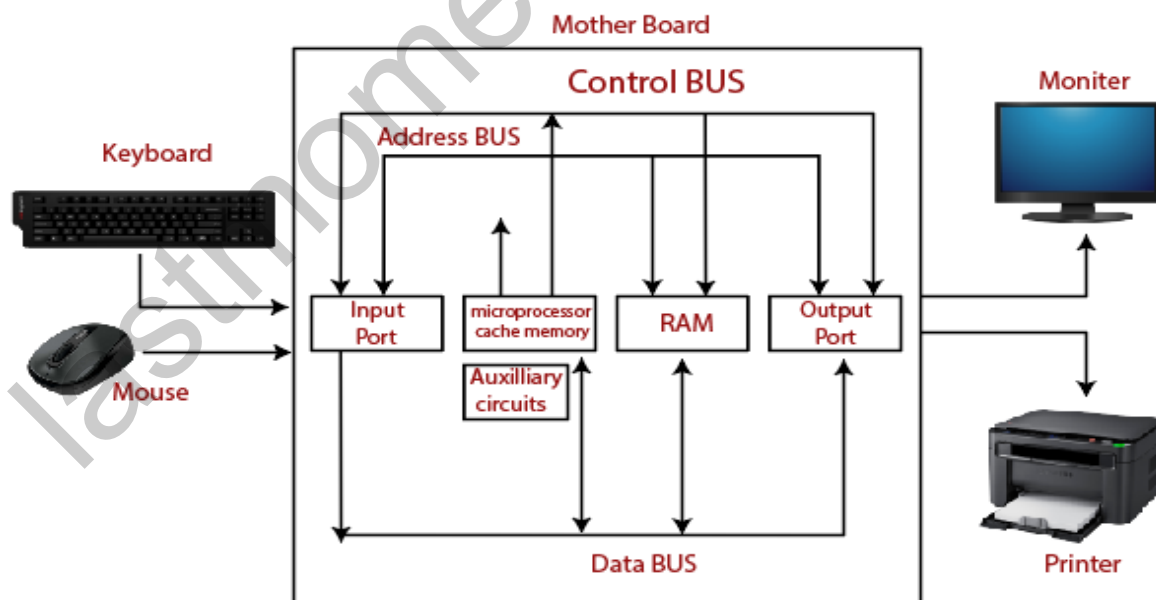 Mother Board
Control BUS
Moniter
Address BUS
Keyboard
Input
Port
microprocessor
cache memory
RAM
Output
Port
Auxilliary
circuits
Mouse
Data BUS
Printer
lastmome